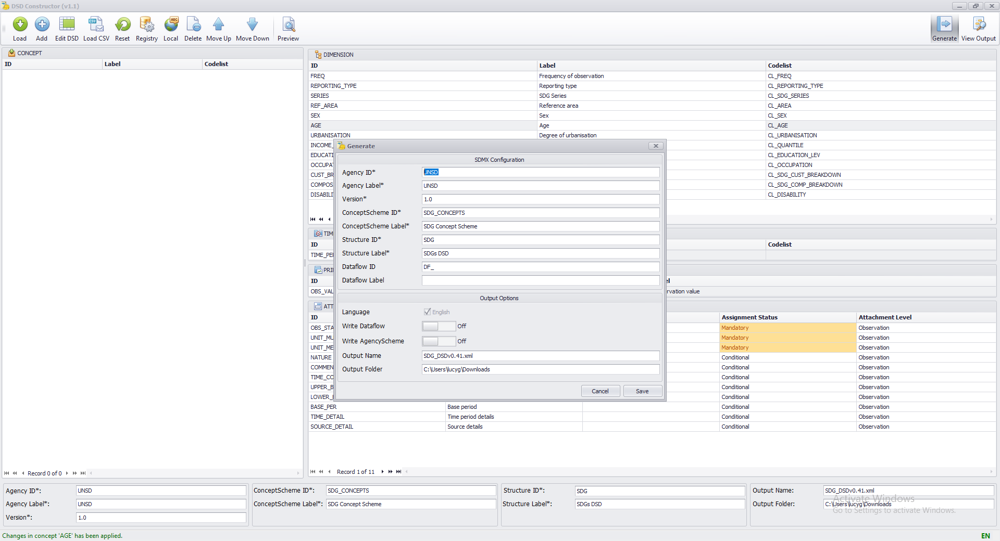 DSD Constructor (v1.1)
Load Add Edit DSD Load CSV Reset Registry Local Delete Move Up Move Down Preview Generate View Output
CONCEPT
ID Label Codelist
Record 0 of 0
DIMENSION
ID Label Codelist
FREQ Frequency of observation CL_FREQ
REPORTING_TYPE Reporting type CL_REPORTING_TYPE
SERIES SDG Series CL_SDG_SERIES
REF_AREA Reference area CL_AREA
SEX Sex CL_SEX
AGE Age CL_AGE
URBANISATION Degree of urbanisation CL_URBANISATION
INCOME_ CL_QUANTILE
EDUCATI CL_EDUCATION_LEV
OCCUPAT CL_OCCUPATION
CUST_BR CL_SDG_CUST_BREAKDOWN
COMPOS CL_SDG_COMP_BREAKDOWN
DISABILI CL_DISABILITY
TIM
ID Codelist
TIME_PE
PRI
ID el
OBS_VAL rvation value
ATT
ID Assignment Status Attachment Level
OBS_STA Mandatory Observation
UNIT_MU Mandatory Observation
UNIT_ME Mandatory Observation
NATURE Conditional Observation
COMMEN Conditional Observation
TIME_CO Conditional Observation
UPPER_B Conditional Observation
LOWER_ Conditional Observation
BASE_PER Base period Conditional Observation
TIME_DETAIL Time period details Conditional Observation
SOURCE_DETAIL Source details Conditional Observation
Record 1 of 11
Generate
SDMX Configuration
Agency ID* UNSD
Agency Label* UNSD
Version* 1.0
ConceptScheme ID* SDG_CONCEPTS
ConceptScheme Label* SDG Concept Scheme
Structure ID* SDG
Structure Label* SDGs DSD
Dataflow ID DF_
Dataflow Label
Output Options
Language English
Write Dataflow Off
Write AgencyScheme Off
Output Name SDG_DSDv0.41.xml
Output Folder C:\Users\lucyg\Downloads
Cancel Save
Agency ID*: UNSD
Agency Label*: UNSD
Version*: 1.0
ConceptScheme ID*: SDG_CONCEPTS
ConceptScheme Label*: SDG Concept Scheme
Structure ID*: SDG
Structure Label*: SDGs DSD
Output Name: SDG_DSDv0.41.xml
Output Folder: C:\Users\lucyg\Downloads
Activate Windows
Go to Settings to activate Windows.
Changes in concept 'AGE' has been applied.
EN